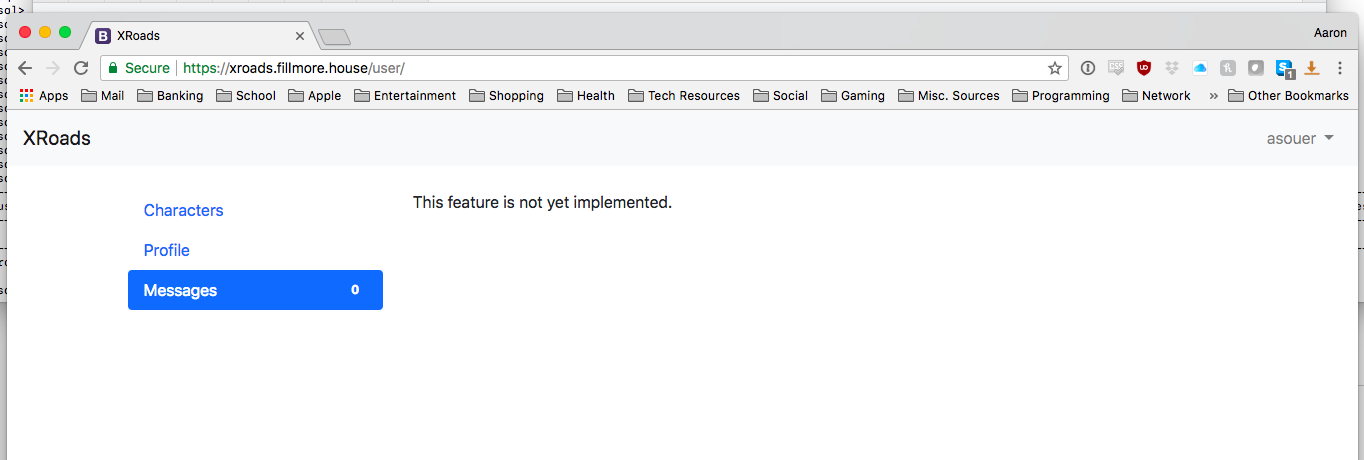 sql>
XRoads
Aaron
Secure https://xroads.fillmore.house/user/
1
Apps Mail Banking School Apple Entertainment Shopping Health Tech Resources Social Gaming Misc. Sources Programming Network » Other Bookmarks
XRoads
asouer
Characters
This feature is not yet implemented.
Profile
Messages 0